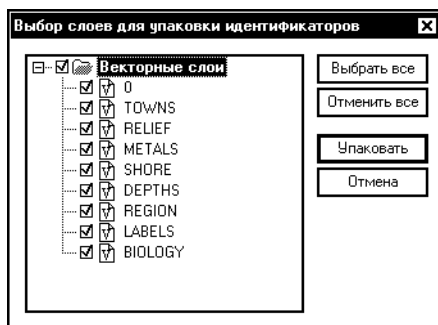 Выбор слоев для упаковки идентификаторов
Векторные слои
0
TOWNS
RELIEF
METALS
SHORE
DEPTHS
REGION
LABELS
BIOLOGY
Выбрать все
Отменить все
Упаковать
Отмена